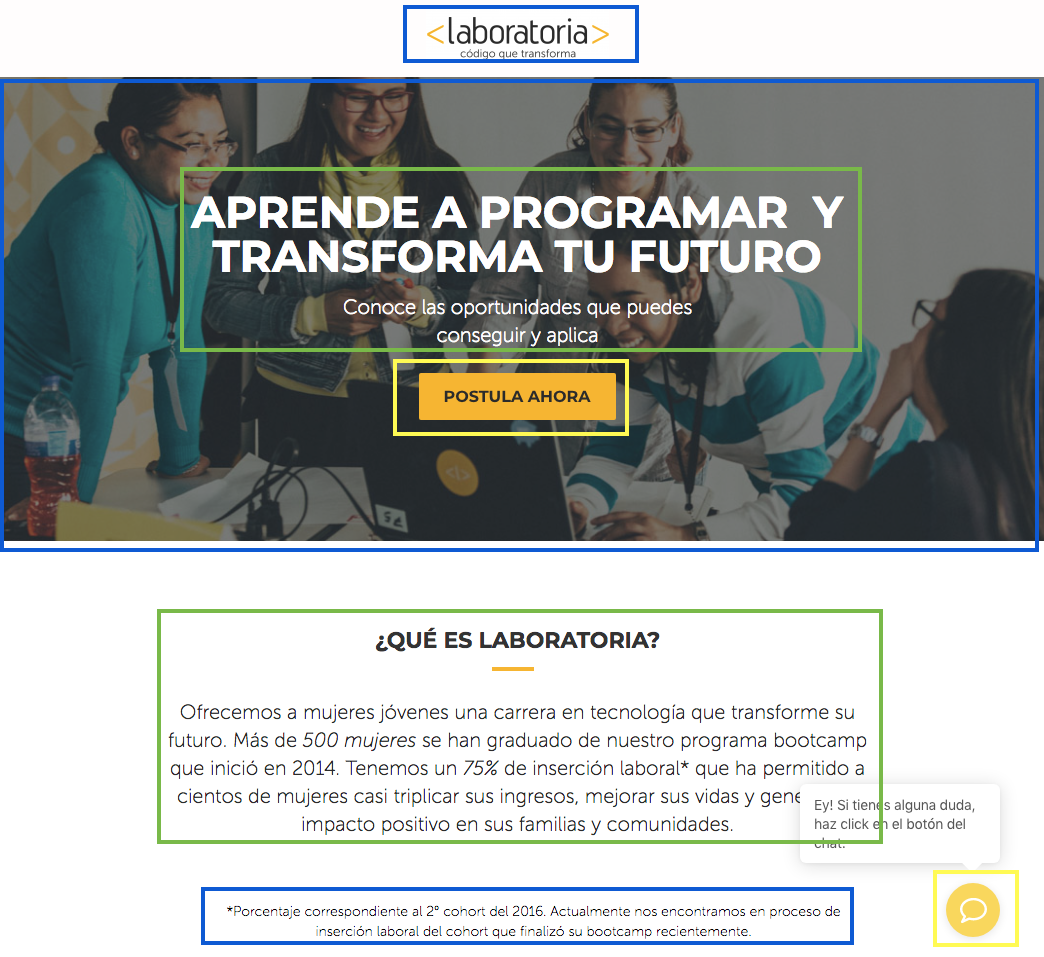 <laboratoria>
código que transforma
APRENDE A PROGRAMAR Y
TRANSFORMA TU FUTURO
Conoce las oportunidades que puedes
conseguir y aplica
POSTULA AHORA
</>
¿QUÉ ES LABORATORIA?
Ofrecemos a mujeres jóvenes una carrera en tecnología que transforme su
futuro. Más de 500 mujeres se han graduado de nuestro programa bootcamp
que inició en 2014. Tenemos un 75% de inserción laboral* que ha permitido a
cientos de mujeres casi triplicar sus ingresos, mejorar sus vidas y gene
impacto positivo en sus familias y comunidades.
Ey! Si tienes alguna duda,
haz click en el botón del
chat.
*Porcentaje correspondiente al 2° cohort del 2016. Actualmente nos encontramos en proceso de
inserción laboral del cohort que finalizó su bootcamp recientemente.